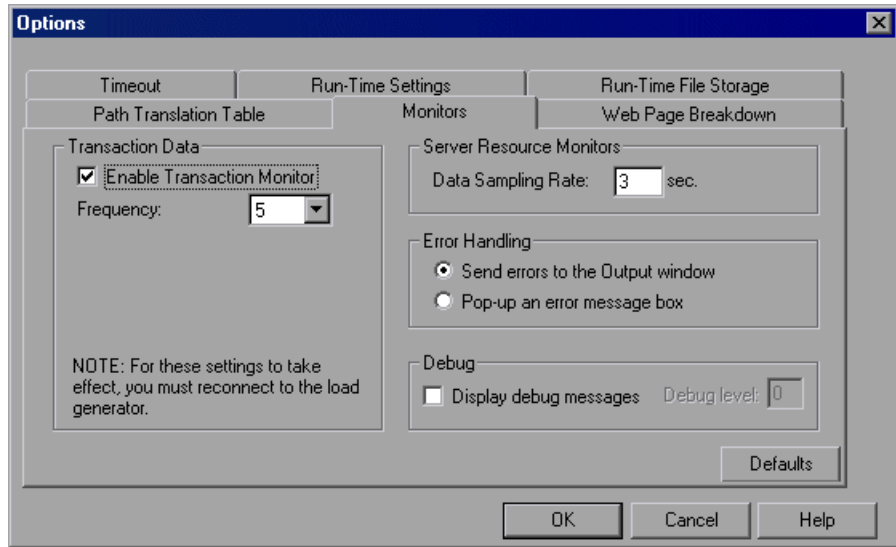 Options
Timeout
Run-Time Settings
Run-Time File Storage
Path Translation Table
Monitors
Web Page Breakdown
Transaction Data
Enable Transaction Monitor
Frequency:
5
NOTE: For these settings to take
effect, you must reconnect to the load
generator.
Server Resource Monitors
Data Sampling Rate: 3 sec.
Error Handling
Send errors to the Output window
Pop-up an error message box
Debug
Display debug messages
Debug level: 0
Defaults
OK
Cancel
Help